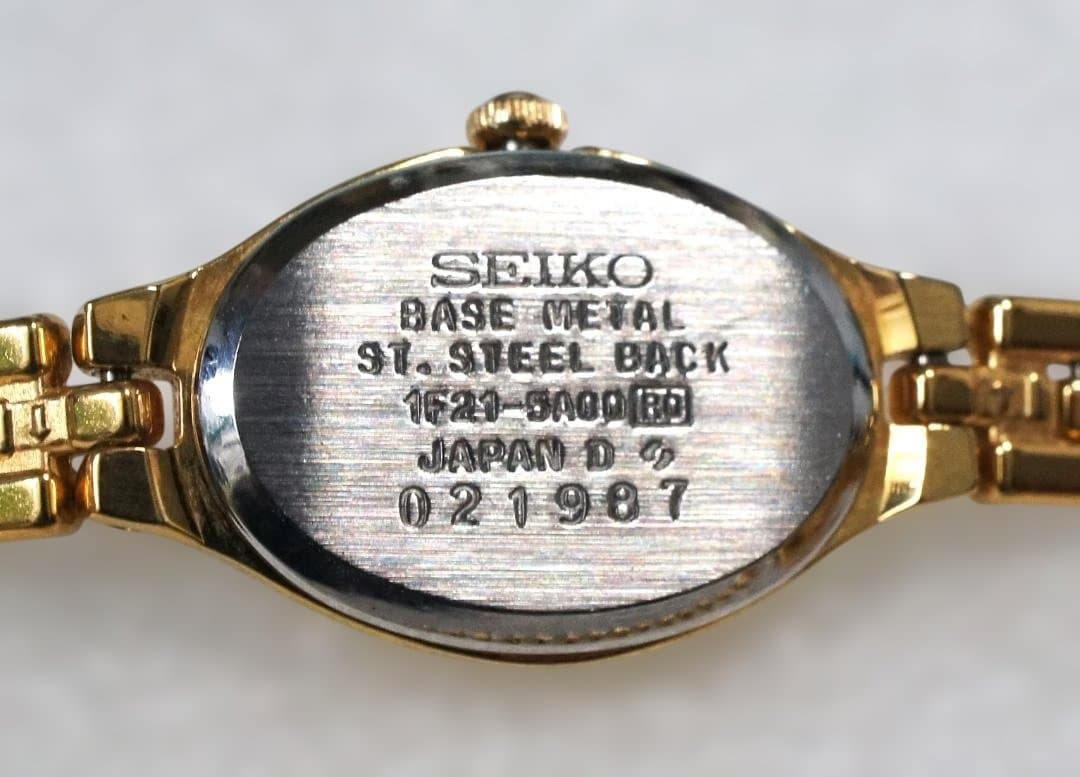 SEIKO
BASE METAL
ST. STEEL BACK
1F21-5A00 RO
JAPAN D
021987